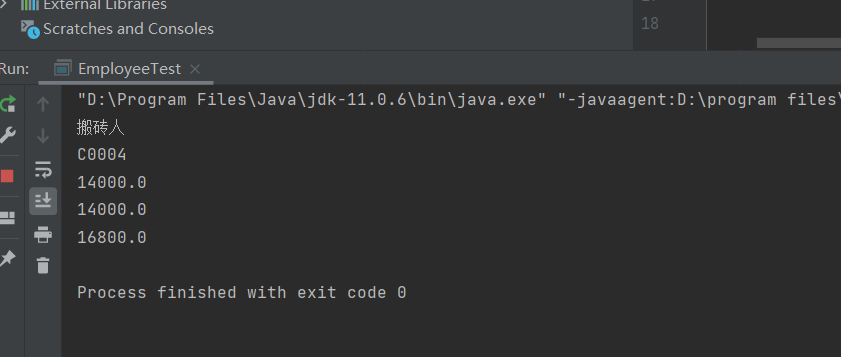 External Libraries
Scratches and Consoles
18
Run: EmployeeTest ×
"D:\Program Files\Java\jdk-11.0.6\bin\java.exe" "-javaagent:D:\program files\
搬砖人
C0004
14000.0
14000.0
16800.0
Process finished with exit code 0